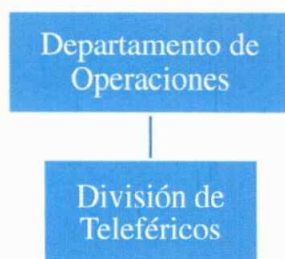 Departamento de
Operaciones
División de
Teleféricos